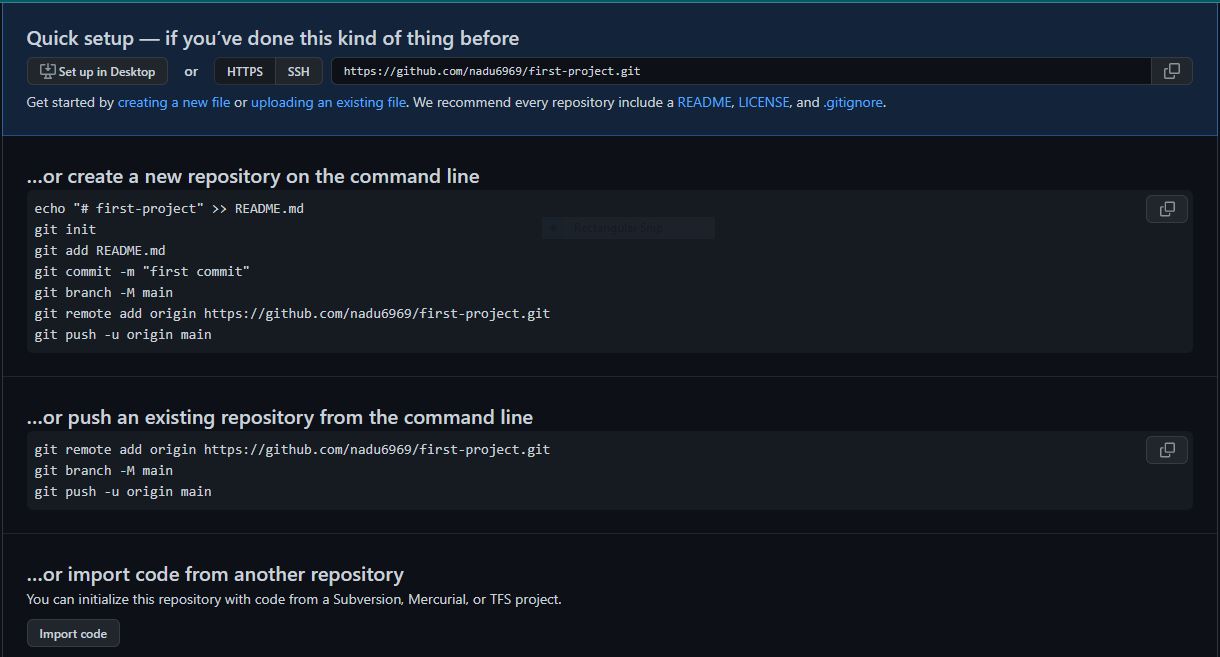 Quick setup — if you’ve done this kind of thing before
Set up in Desktop or HTTPS SSH https://github.com/nadu6969/first-project.git
Get started by creating a new file or uploading an existing file. We recommend every repository include a README, LICENSE, and .gitignore.
…or create a new repository on the command line
echo "# first-project" >> README.md
git init
Rectangular Snip
git add README.md
git commit -m "first commit"
git branch -M main
git remote add origin https://github.com/nadu6969/first-project.git
git push -u origin main
…or push an existing repository from the command line
git remote add origin https://github.com/nadu6969/first-project.git
git branch -M main
git push -u origin main
…or import code from another repository
You can initialize this repository with code from a Subversion, Mercurial, or TFS project.
Import code